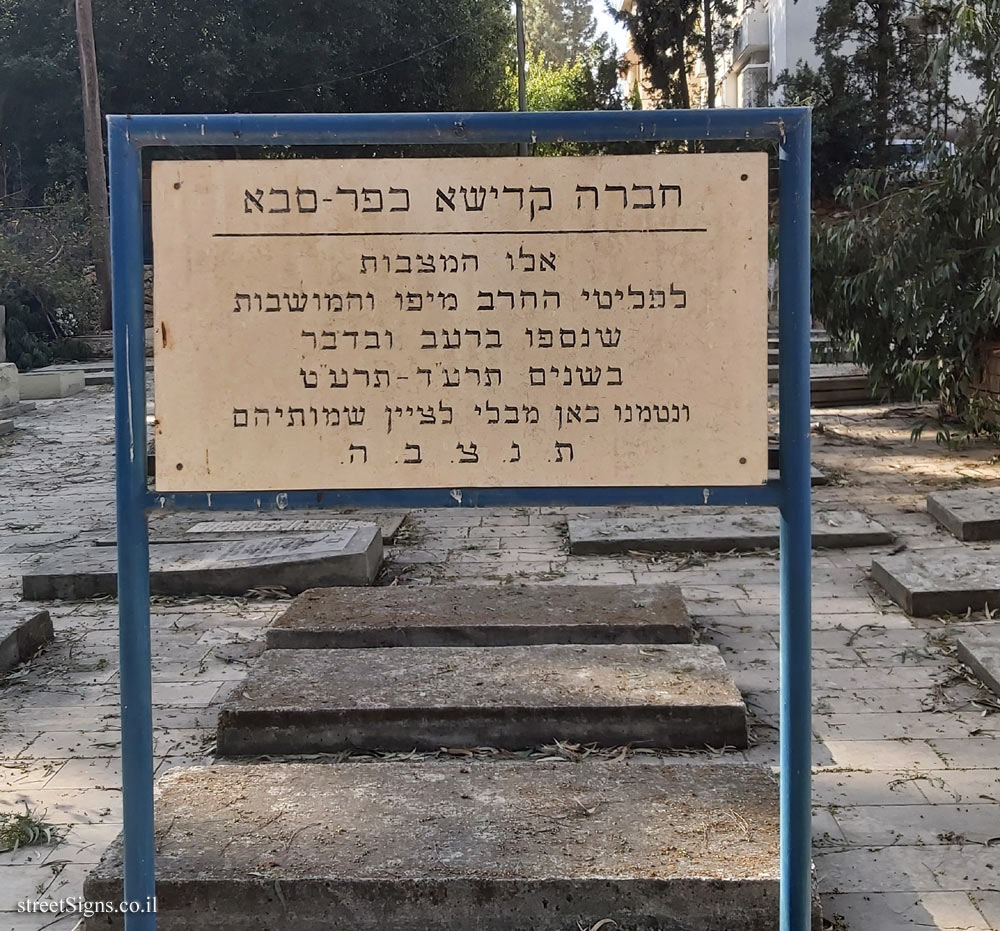 חברה קדישא כפר-סבא
אלו המצבות
לפליטי החרב מיפו והמושבות
שנספו ברעב ובדבר
בשנים תרע"ד-תרע"ט
ונטמנו כאן מבלי לציין שמותיהם
ת. נ. צ. ב. ה.
streetSigns.co.il